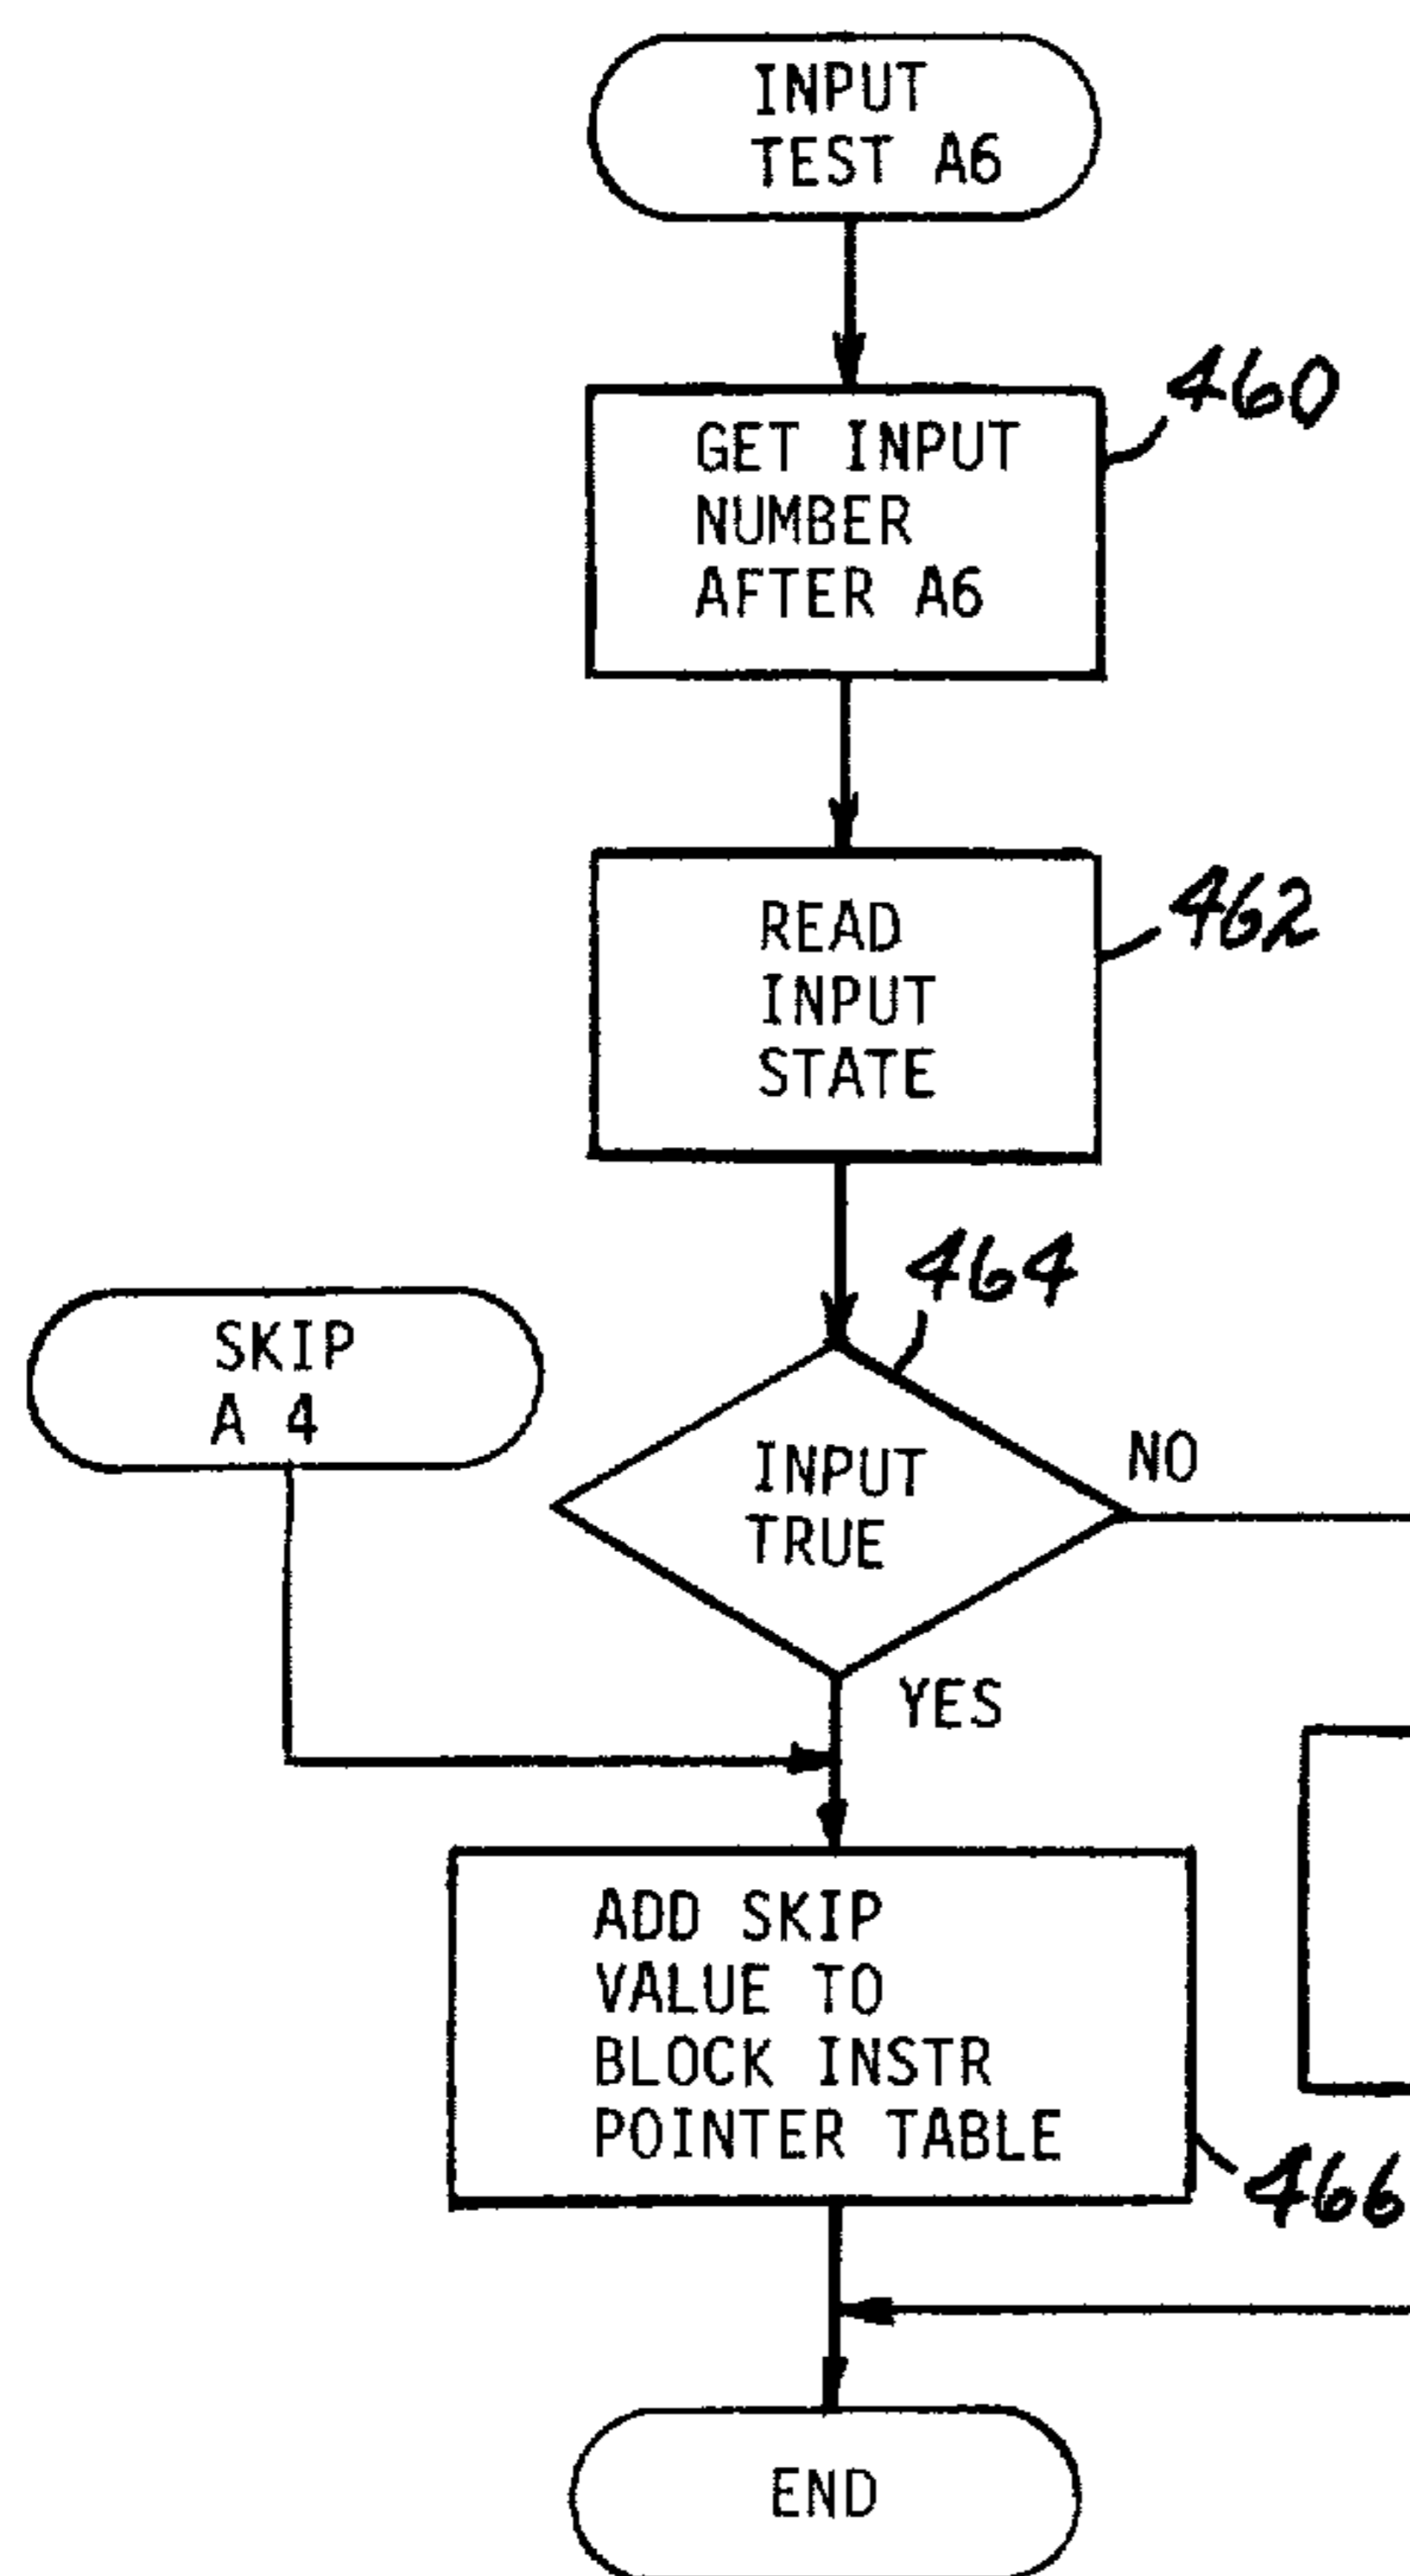 INPUT
TEST A6
460
GET INPUT
NUMBER
AFTER A6
462
READ
INPUT
STATE
464
SKIP
A 4
INPUT
TRUE
NO
YES
ADD SKIP
VALUE TO
BLOCK INSTR
POINTER TABLE
466
END